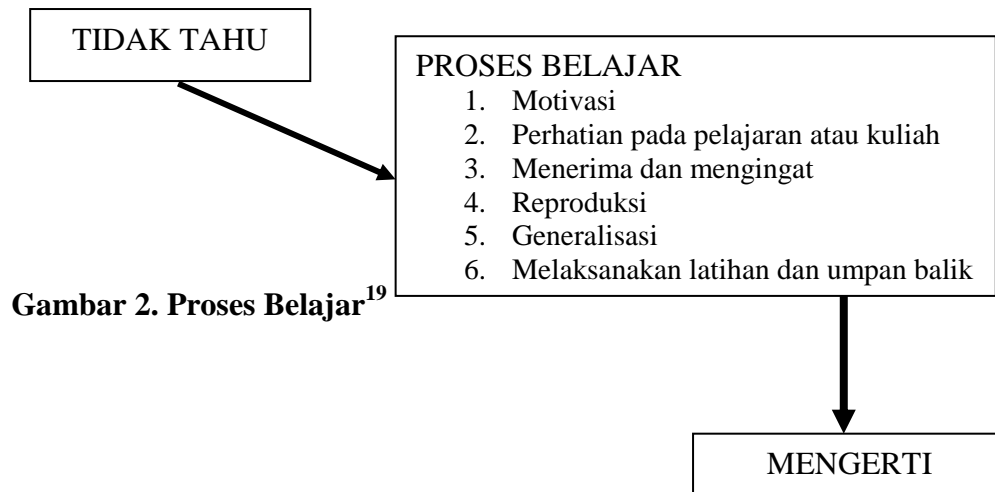 TIDAK TAHU
PROSES BELAJAR
1. Motivasi
2. Perhatian pada pelajaran atau kuliah
3. Menerima dan mengingat
4. Reproduksi
5. Generalisasi
6. Melaksanakan latihan dan umpan balik
Gambar 2. Proses Belajar19
MENGERTI